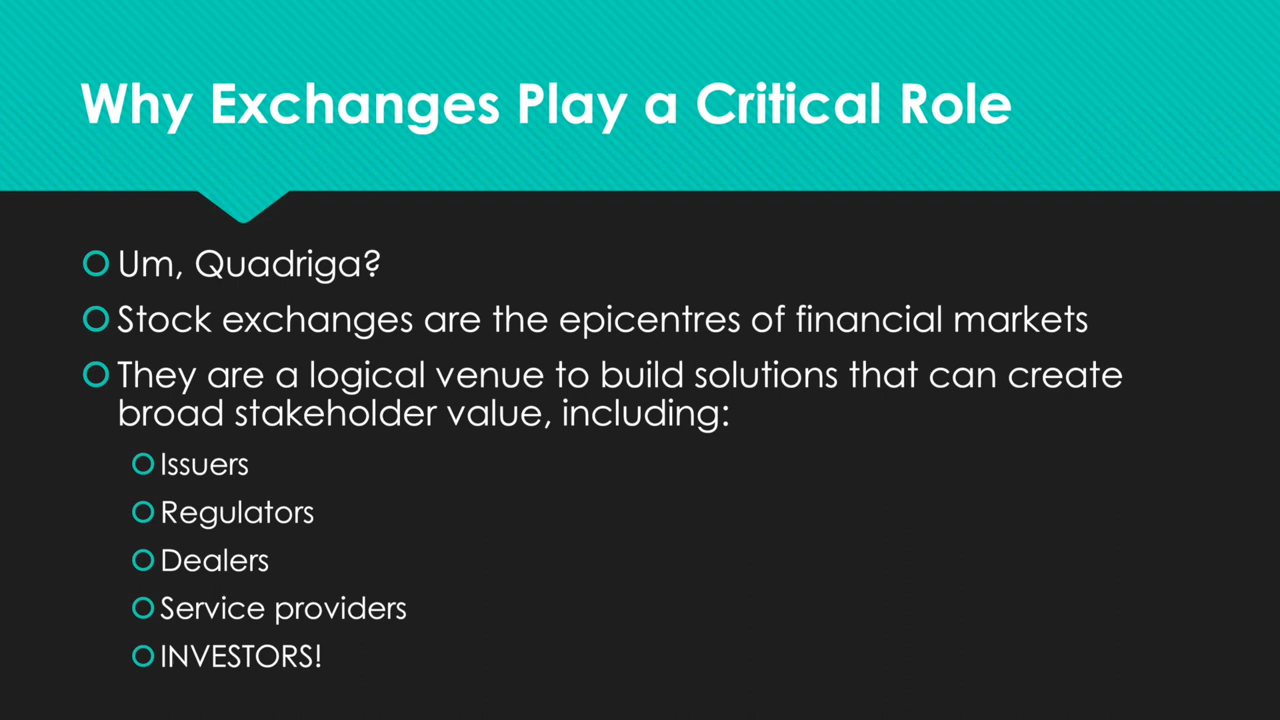 Why Exchanges Play a Critical Role
Um, Quadriga?
Stock exchanges are the epicentres of financial markets
They are a logical venue to build solutions that can create
broad stakeholder value, including:
Issuers
Regulators
Dealers
Service providers
INVESTORS!